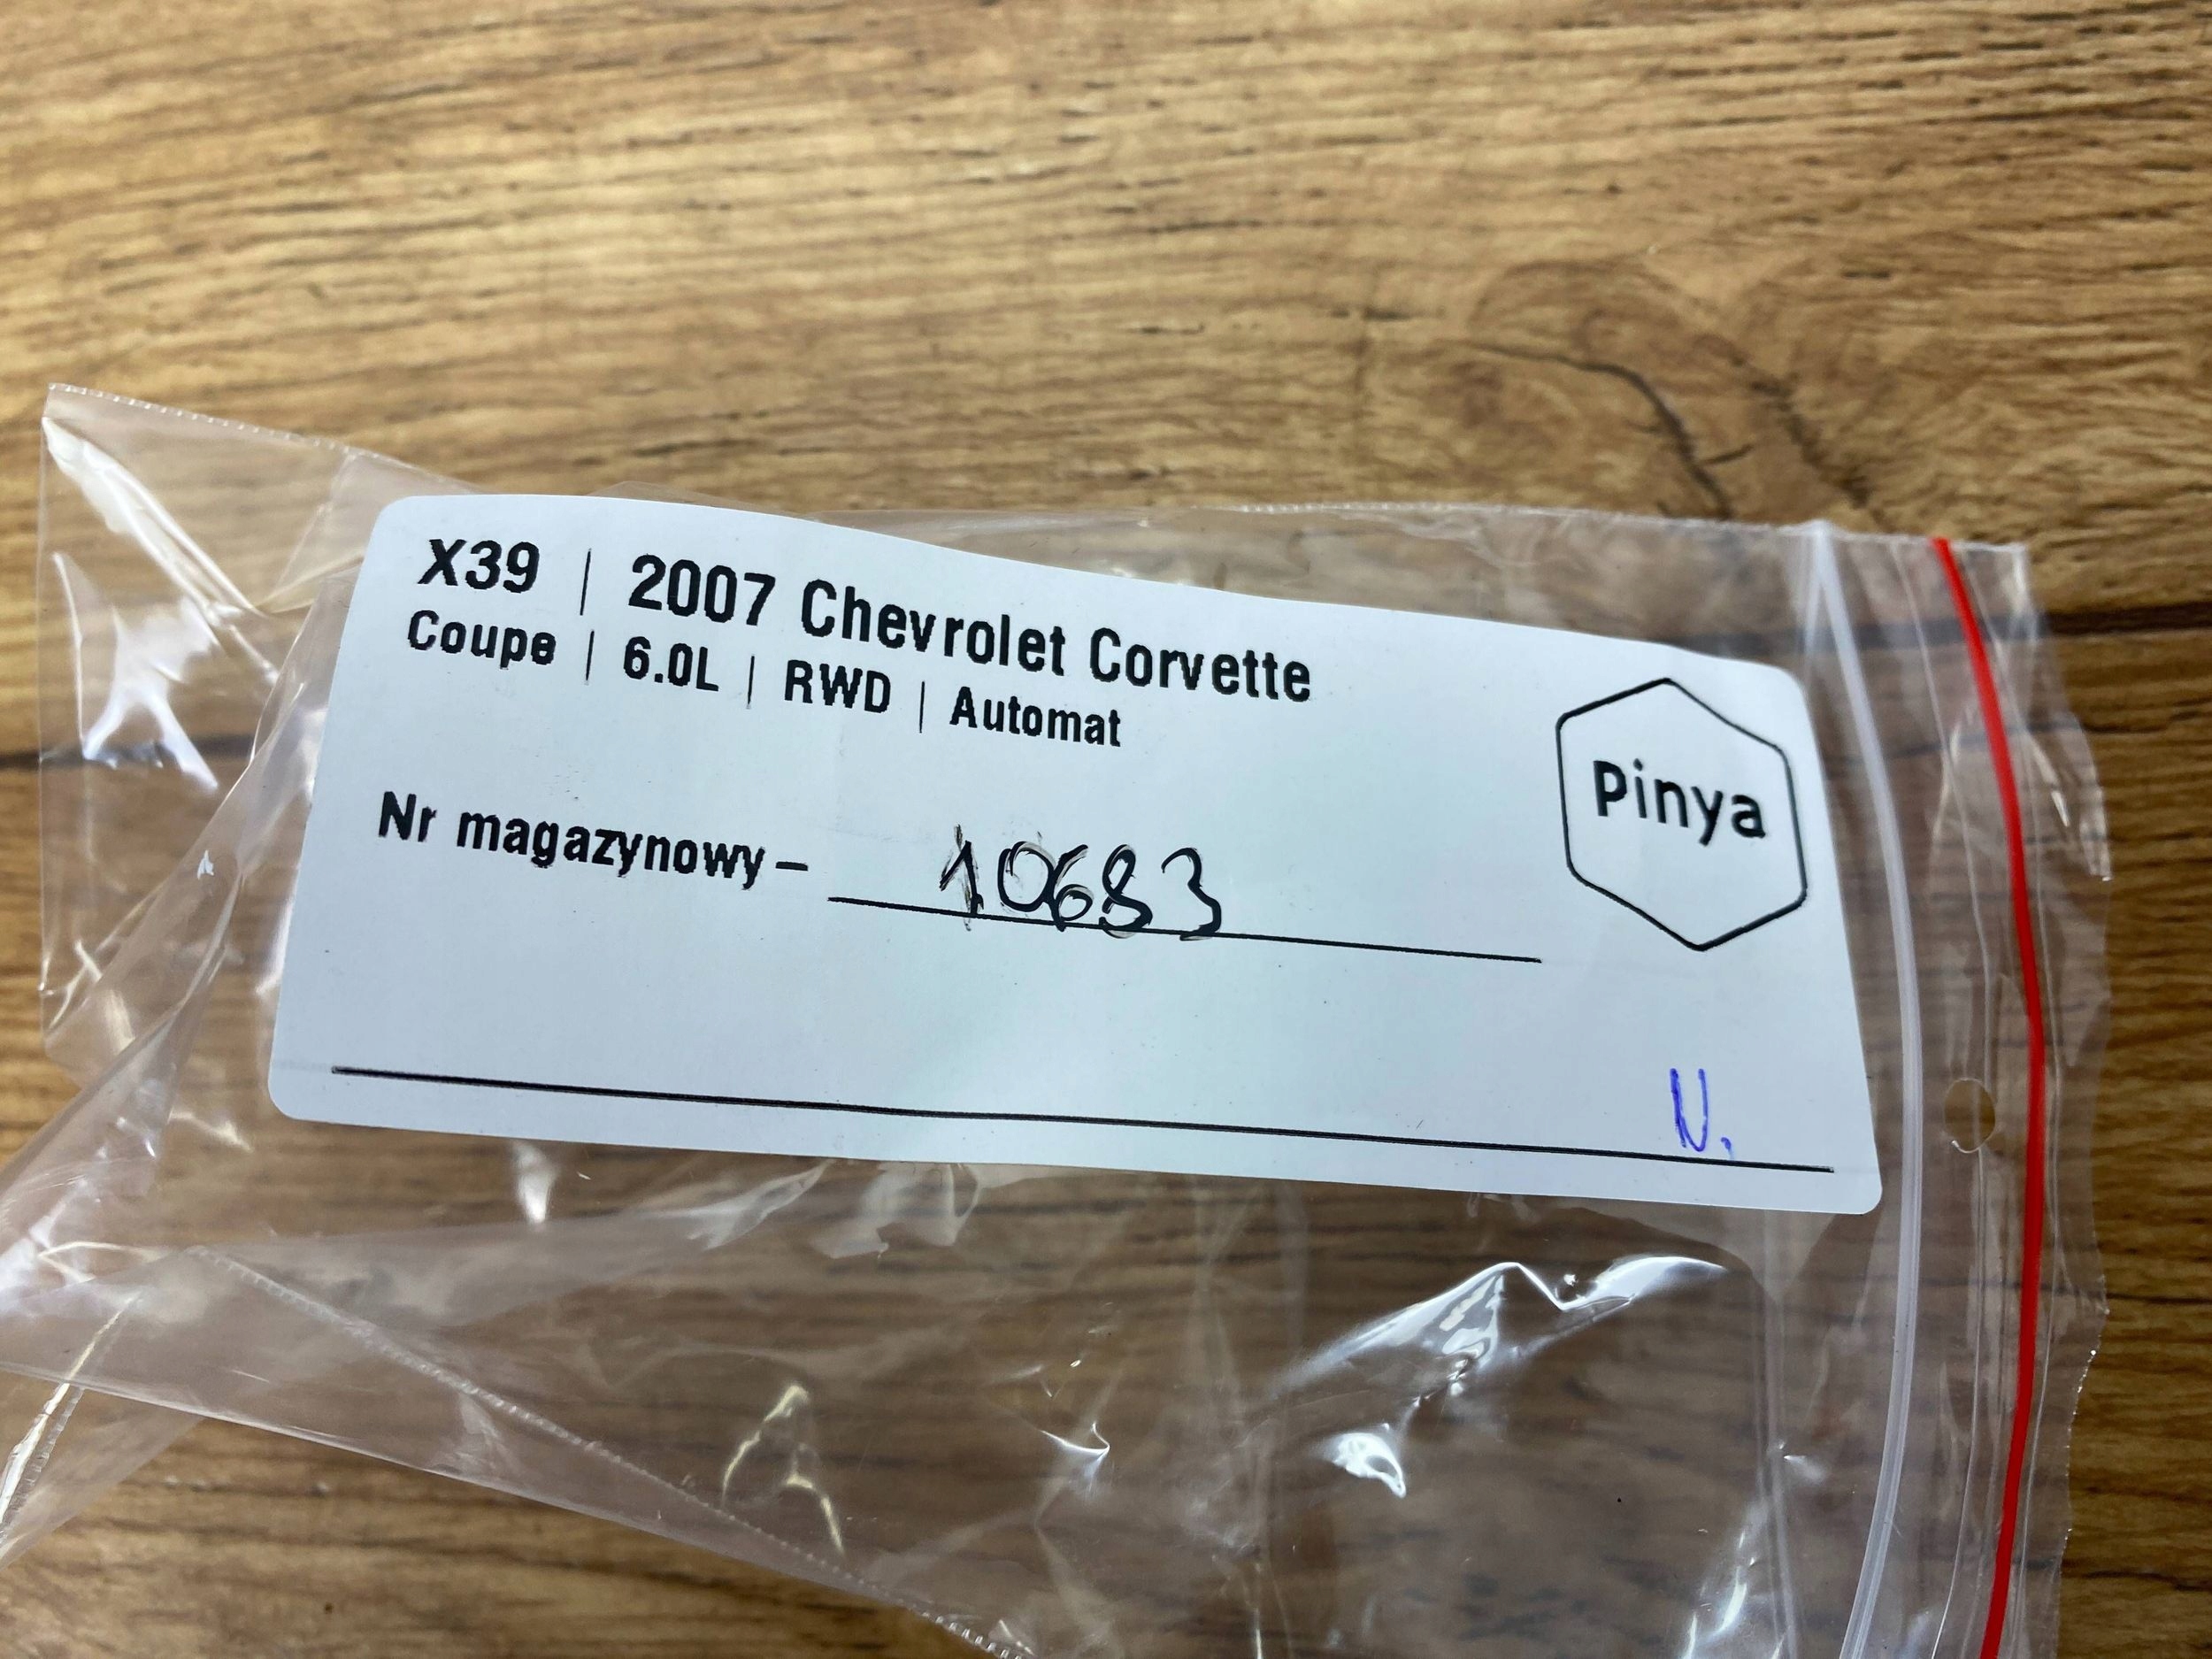 X39 | 2007 Chevrolet Corvette
Coupe | 6.0L | RWD | Automat
Pinya
Nr magazynowy – 10683
N.